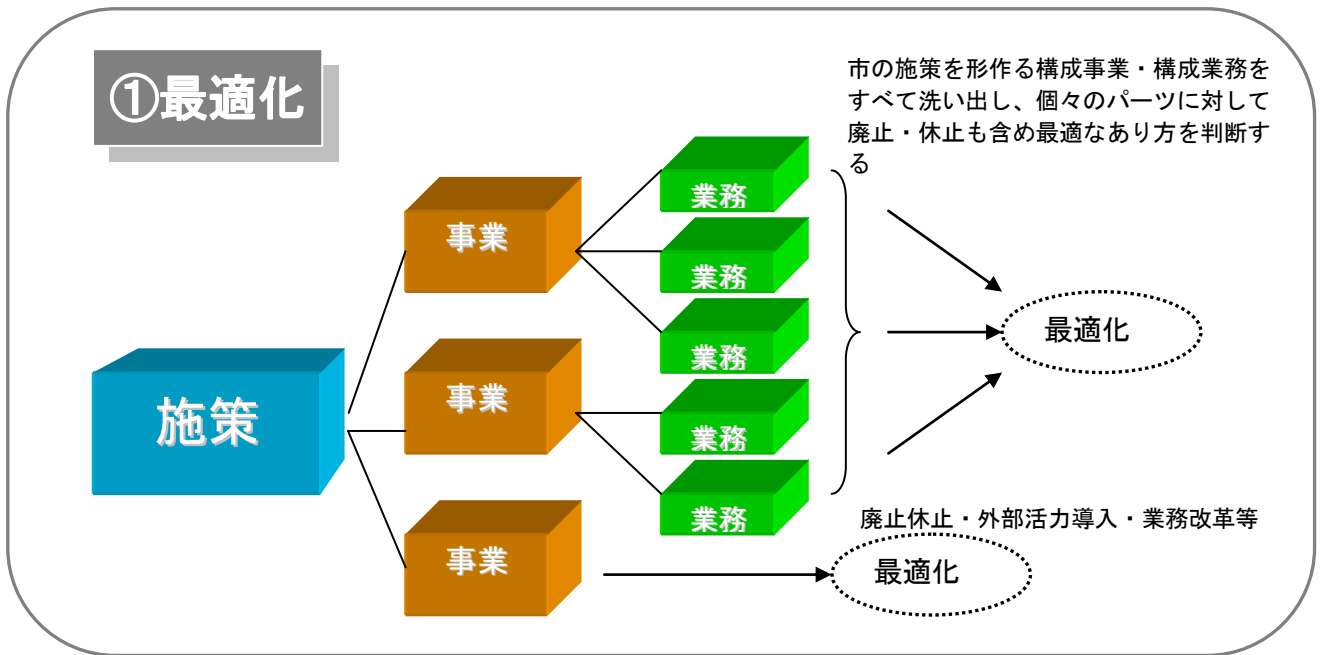 ①最適化
市の施策を形作る構成事業・構成業務を
すべて洗い出し、個々のパーツに対して
廃止・休止も含め最適なあり方を判断す
る
業務
事業
業務
業務
最適化
施策
事業
業務
業務
廃止休止・外部活力導入・業務改革等
事業
最適化